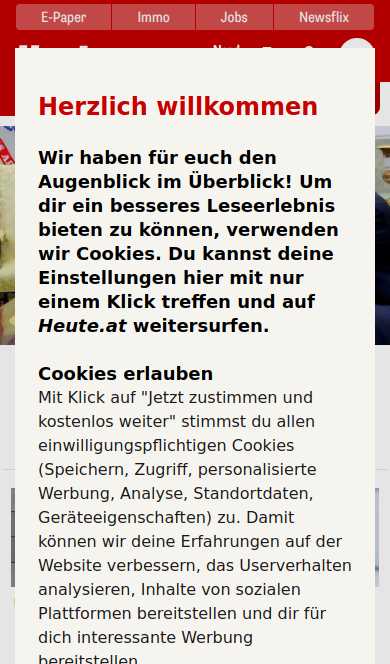 E-Paper Immo Jobs Newsflix
Herzlich willkommen
Wir haben für euch den
Augenblick im Überblick! Um
dir ein besseres Leseerlebnis
bieten zu können, verwenden
wir Cookies. Du kannst deine
Einstellungen hier mit nur
einem Klick treffen und auf
Heute.at weitersurfen.
Cookies erlauben
Mit Klick auf "Jetzt zustimmen und
kostenlos weiter" stimmst du allen
einwilligungspflichtigen Cookies
(Speichern, Zugriff, personalisierte
Werbung, Analyse, Standortdaten,
Geräteeigenschaften) zu. Damit
können wir deine Erfahrungen auf der
Website verbessern, das Userverhalten
analysieren, Inhalte von sozialen
Plattformen bereitstellen und dir für
dich interessante Werbung
bereitstellen